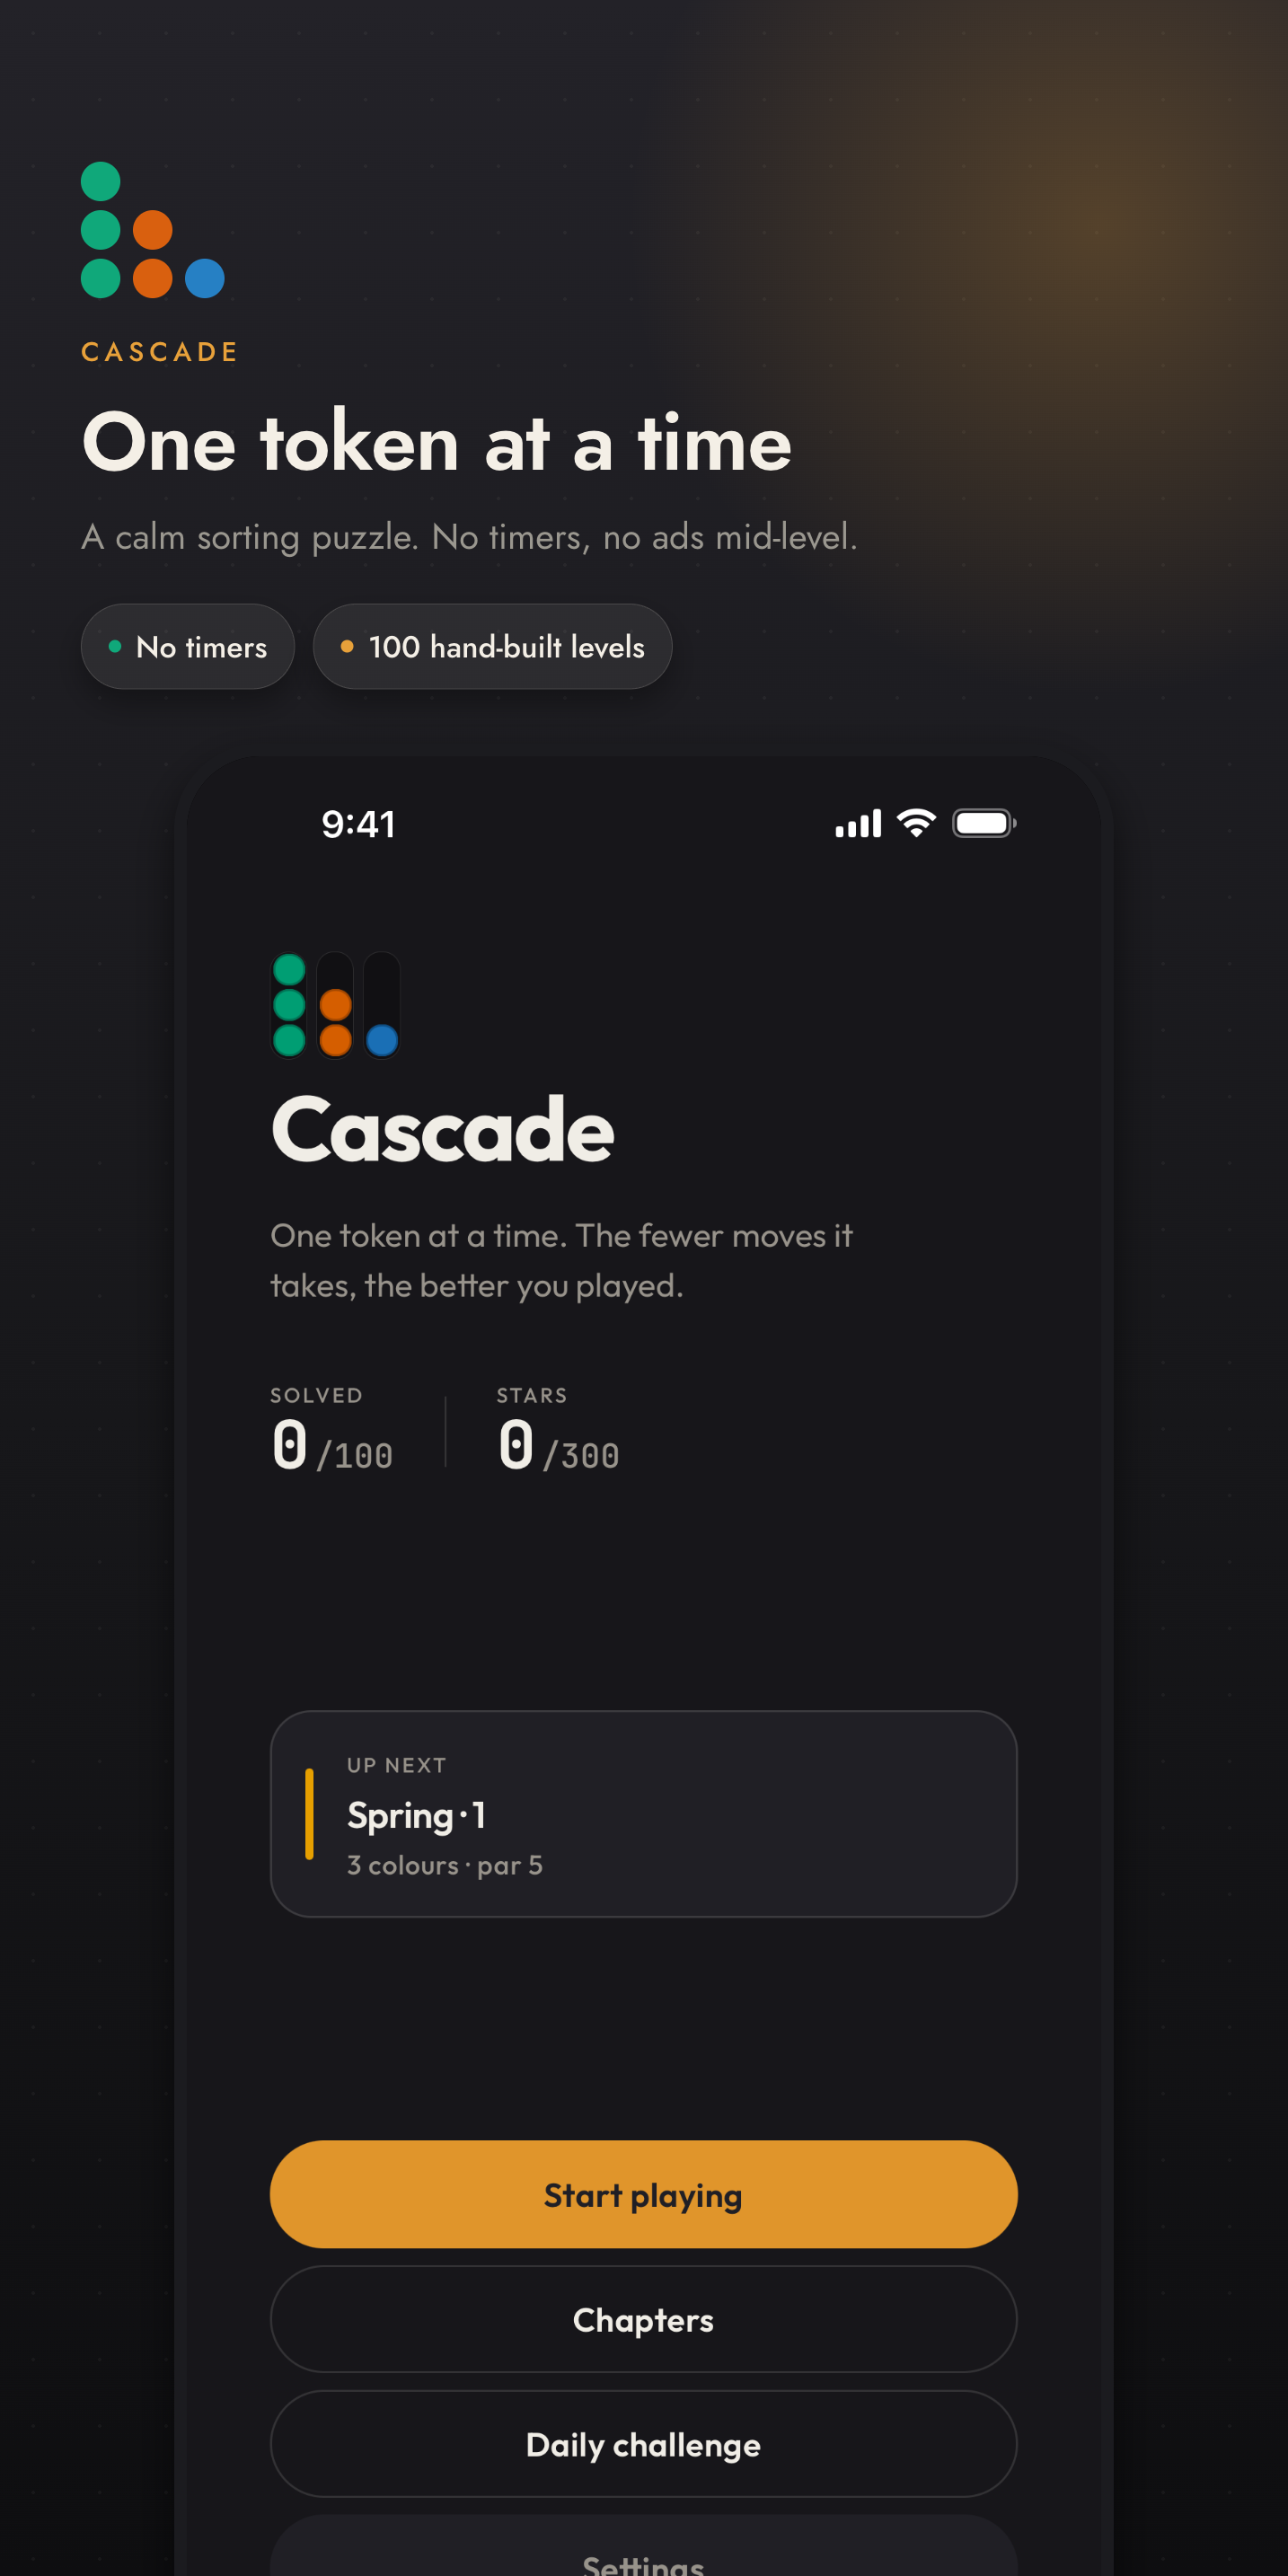 CASCADE
One token at a time
A calm sorting puzzle. No timers, no ads mid-level.
No timers
100 hand-built levels
9:41
Cascade
One token at a time. The fewer moves it
takes, the better you played.
SOLVED
0/100
STARS
0/300
UP NEXT
Spring · 1
3 colours · par 5
Start playing
Chapters
Daily challenge
Settings